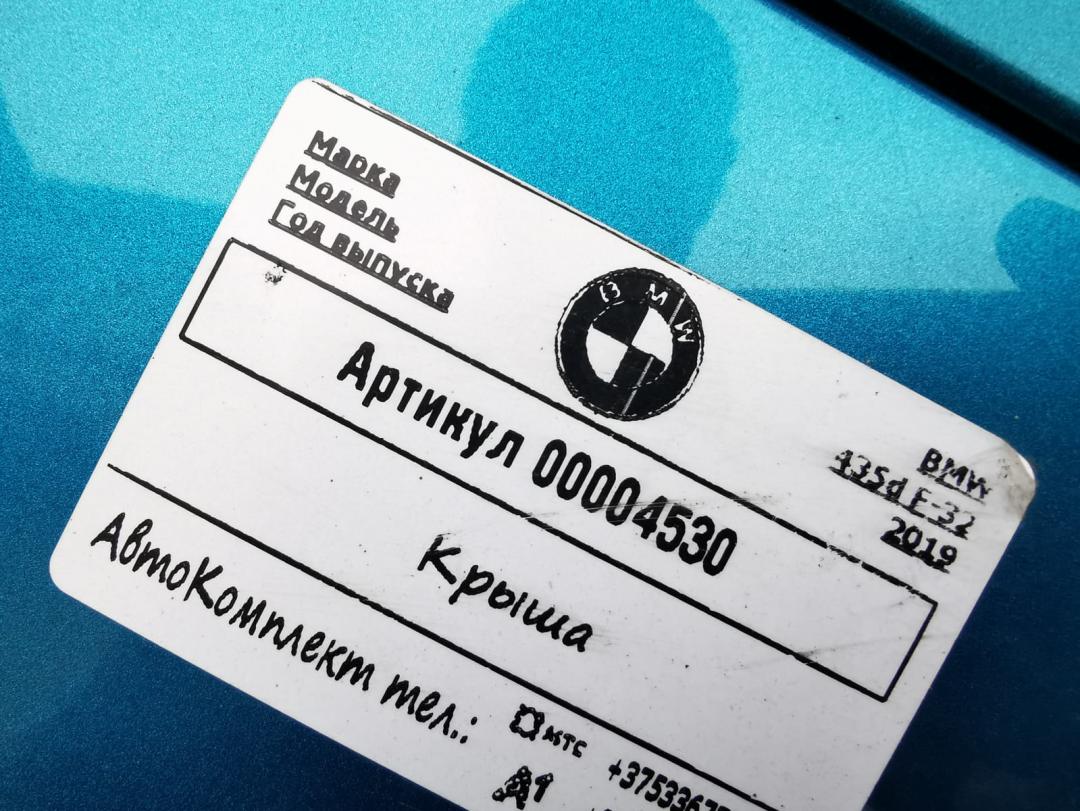 Марка
Модель
Год выпуска
BMW
BMW
435d F-32
2019
Артикул 00004530
Крыша
АвтоКомплект тел.:
мтс
A1